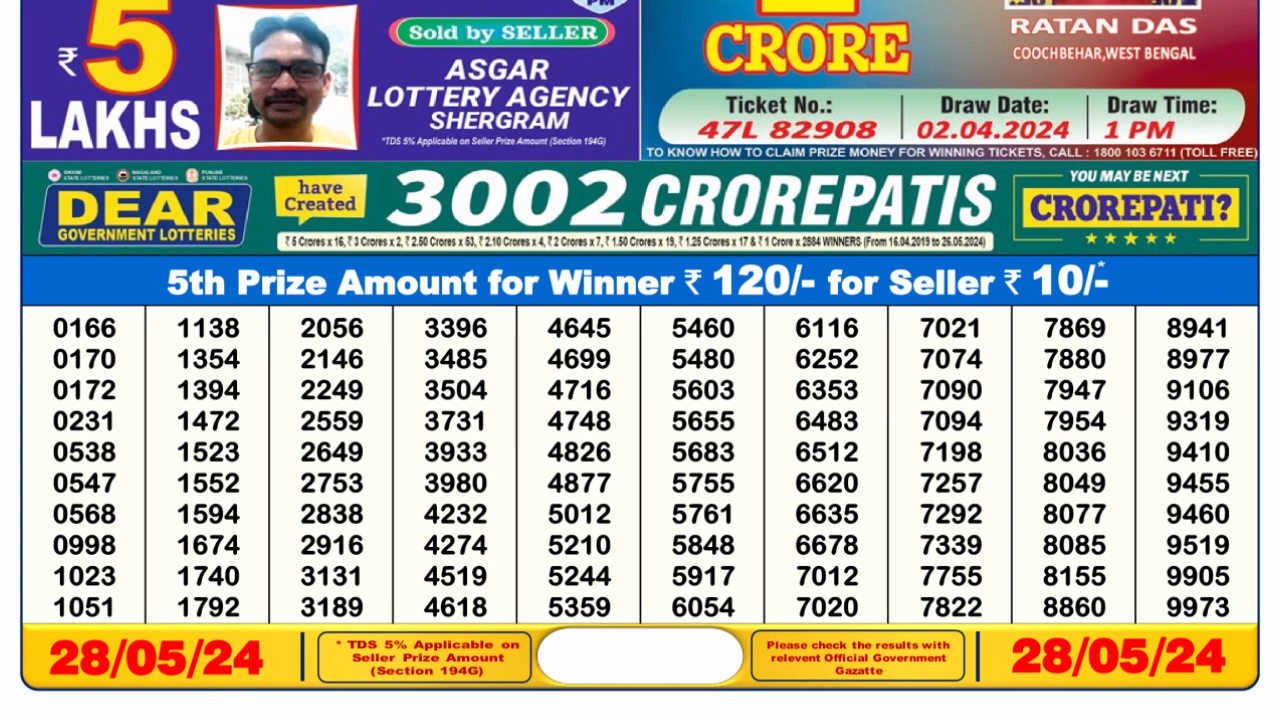 PM
₹ 5
LAKHS
Sold by SELLER
ASGAR
LOTTERY AGENCY
SHERGRAM
*TDS 5% Applicable on Seller Prize Amount (Section 194G)
CRORE
RATAN DAS
COOCHBEHAR,WEST BENGAL
Ticket No.: Draw Date: Draw Time:
47L 82908 02.04.2024 1 PM
TO KNOW HOW TO CLAIM PRIZE MONEY FOR WINNING TICKETS, CALL : 1800 103 6711 (TOLL FREE)
SIKKIM STATE LOTTERIES NAGALAND STATE LOTTERIES PUNJAB STATE LOTTERIES
DEAR
GOVERNMENT LOTTERIES
have
Created
3002 CROREPATIS
₹ 5 Crores x 16, ₹ 3 Crores x 2, ₹ 2.50 Crores x 53, ₹ 2.10 Crores x 4, ₹ 2 Crores x 7, ₹ 1.50 Crores x 19, ₹ 1.25 Crores x 17 & ₹ 1 Crore x 2884 WINNERS (From 16.04.2019 to 26.05.2024)
YOU MAY BE NEXT
CROREPATI?
5th Prize Amount for Winner ₹ 120/- for Seller ₹ 10/-*
0166 1138 2056 3396 4645 5460 6116 7021 7869 8941
0170 1354 2146 3485 4699 5480 6252 7074 7880 8977
0172 1394 2249 3504 4716 5603 6353 7090 7947 9106
0231 1472 2559 3731 4748 5655 6483 7094 7954 9319
0538 1523 2649 3933 4826 5683 6512 7198 8036 9410
0547 1552 2753 3980 4877 5755 6620 7257 8049 9455
0568 1594 2838 4232 5012 5761 6635 7292 8077 9460
0998 1674 2916 4274 5210 5848 6678 7339 8085 9519
1023 1740 3131 4519 5244 5917 7012 7755 8155 9905
1051 1792 3189 4618 5359 6054 7020 7822 8860 9973
28/05/24
* TDS 5% Applicable on
Seller Prize Amount
(Section 194G)
Please check the results with
relevent Official Government
Gazatte
28/05/24